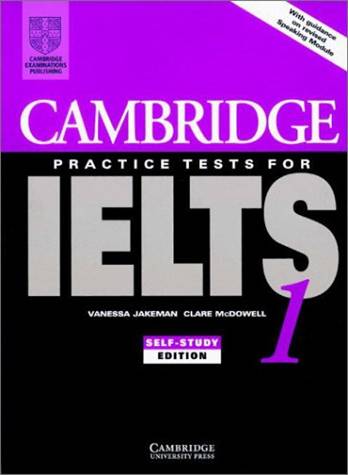 CAMBRIDGE
EXAMINATIONS
PUBLISHING
With guidance
on revised
Speaking Module
CAMBRIDGE
PRACTICE TESTS FOR
IELTS
1
VANESSA JAKEMAN CLARE McDOWELL
SELF-STUDY
EDITION
CAMBRIDGE
UNIVERSITY PRESS